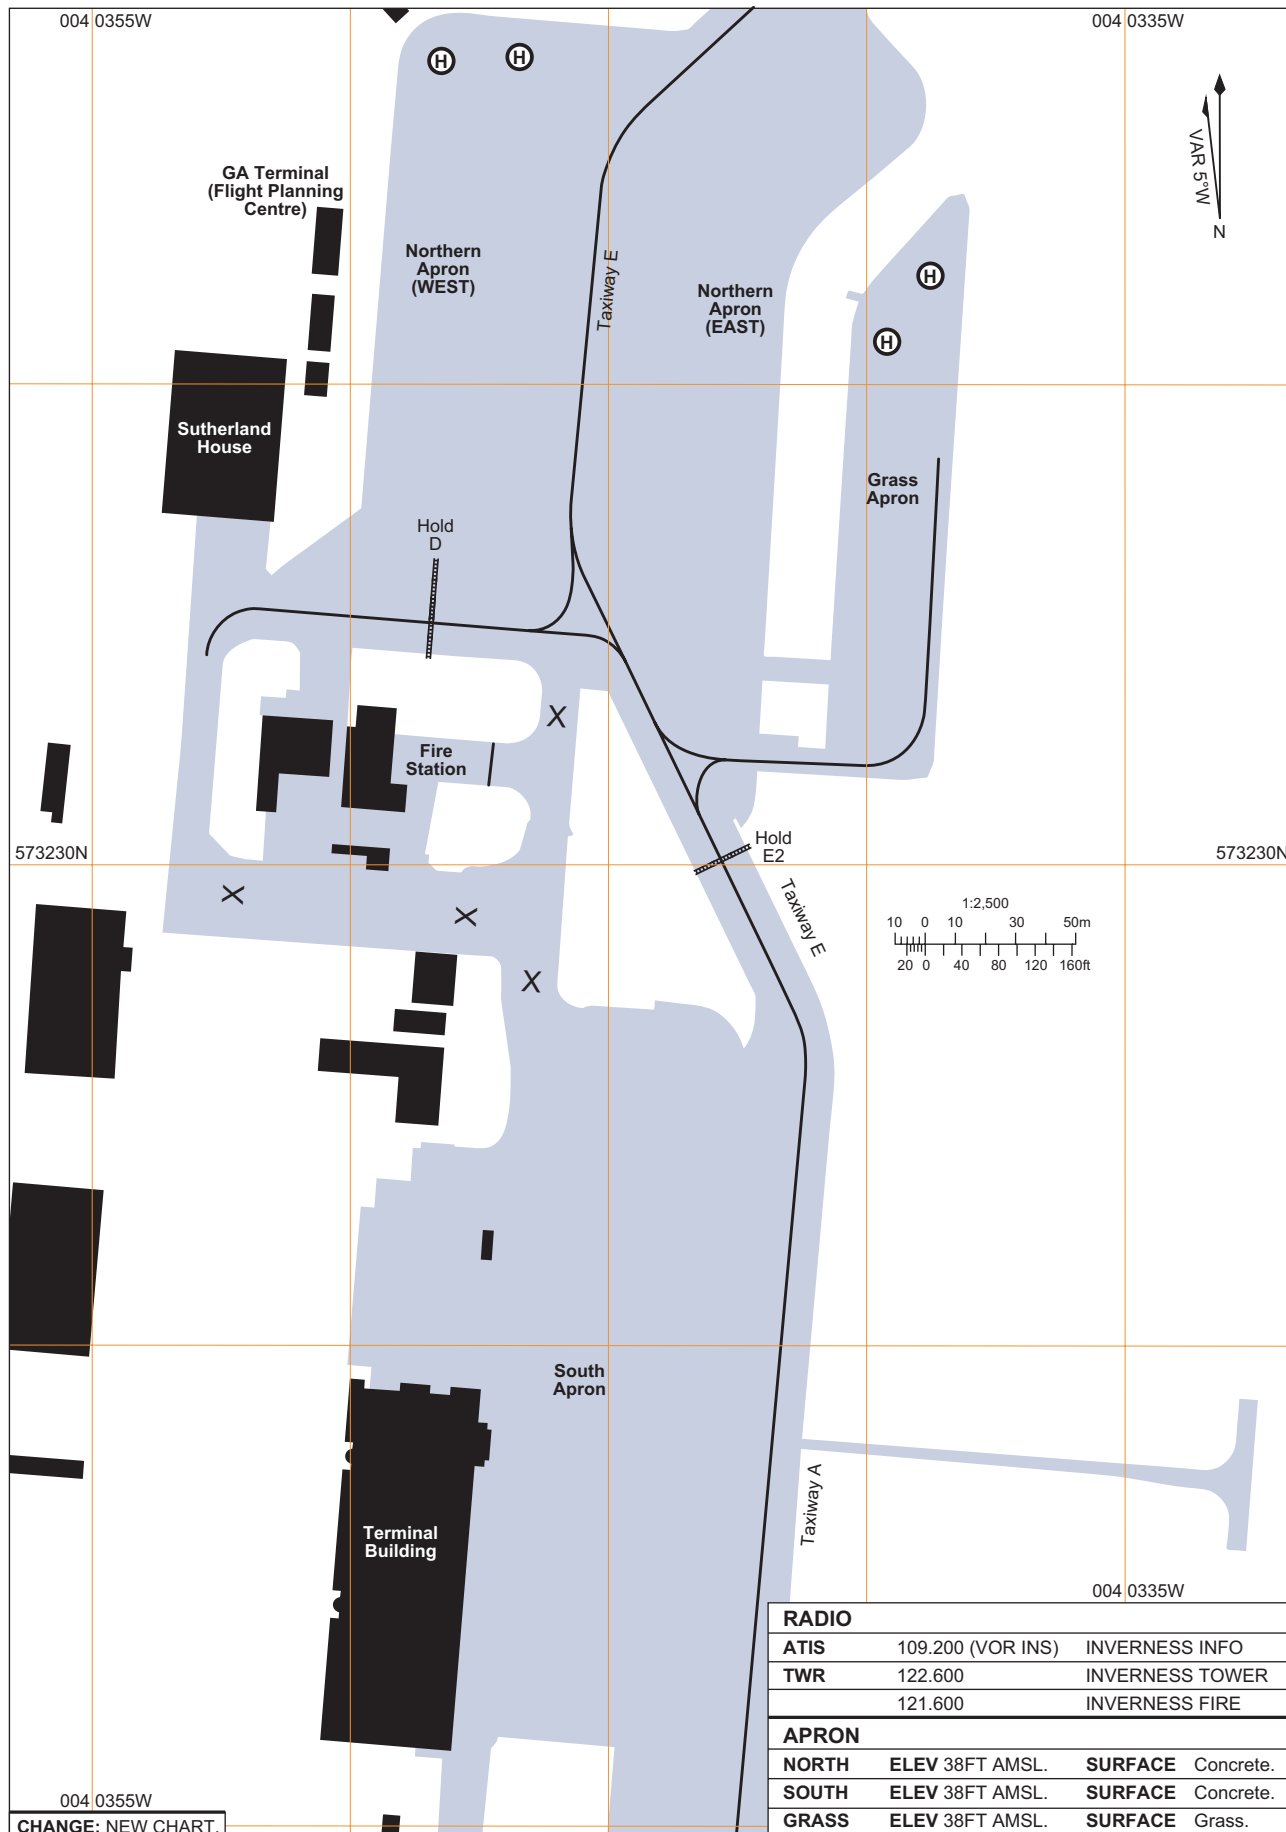 004 0355W
004 0335W
H
H
VAR 5°W
N
GA Terminal
(Flight Planning
Centre)
Northern
Apron
(WEST)
Taxiway E
Northern
Apron
(EAST)
H
H
Sutherland
House
Grass
Apron
Hold
D
X
Fire
Station
573230N
Hold
E2
573230N
X
X
Taxiway E
X
1:2,500
10 0 10 30 50m
20 0 40 80 120 160ft
South
Apron
Taxiway A
Terminal
Building
004 0335W
RADIO
ATIS 109.200 (VOR INS) INVERNESS INFO
TWR 122.600 INVERNESS TOWER
121.600 INVERNESS FIRE
APRON
NORTH ELEV 38FT AMSL. SURFACE Concrete.
SOUTH ELEV 38FT AMSL. SURFACE Concrete.
GRASS ELEV 38FT AMSL. SURFACE Grass.
004 0355W
CHANGE: NEW CHART.